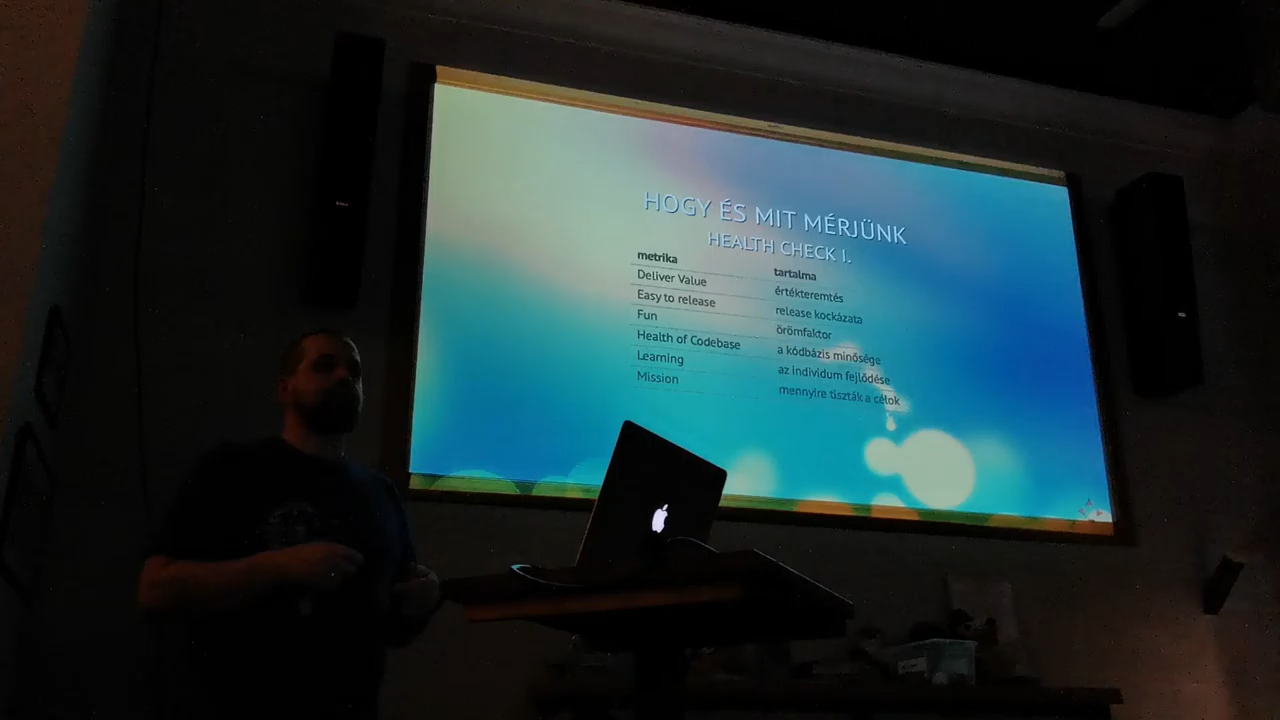 HOGY ÉS MIT MÉRJÜNK
HEALTH CHECK I.
metrika tartalma
Deliver Value értékteremtés
Easy to release release kockázata
Fun örömfaktor
Health of Codebase a kódbázis minősége
Learning az individum fejlődése
Mission mennyire tiszták a célok